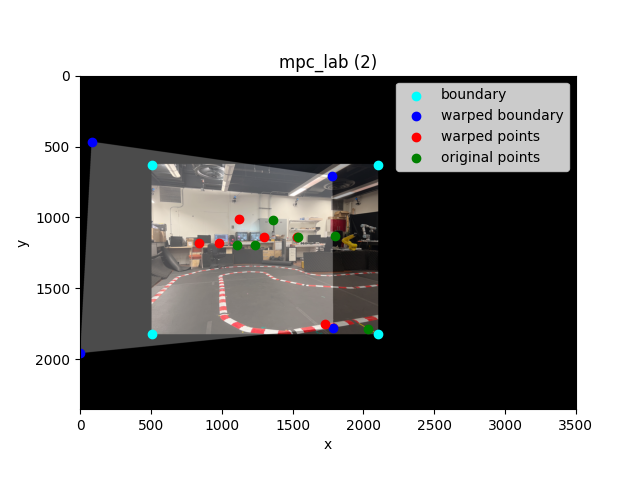 mpc_lab (2)
boundary
warped boundary
warped points
original points
0
500
1000
1500
2000
y
0
500
1000
1500
2000
2500
3000
3500
x